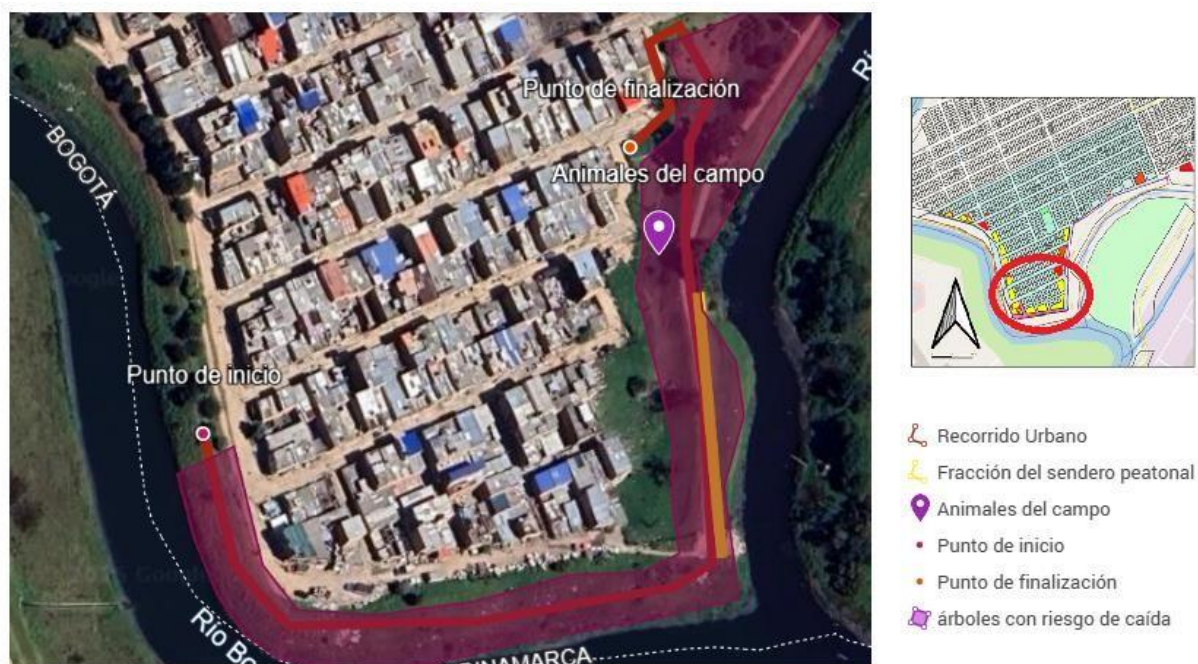 Punto de finalización
BOGOTÁ
Animales del campo
Punto de inicio
Río Bo
DINAMARCA
Recorrido Urbano
Fracción del sendero peatonal
Animales del campo
Punto de inicio
Punto de finalización
árboles con riesgo de caída